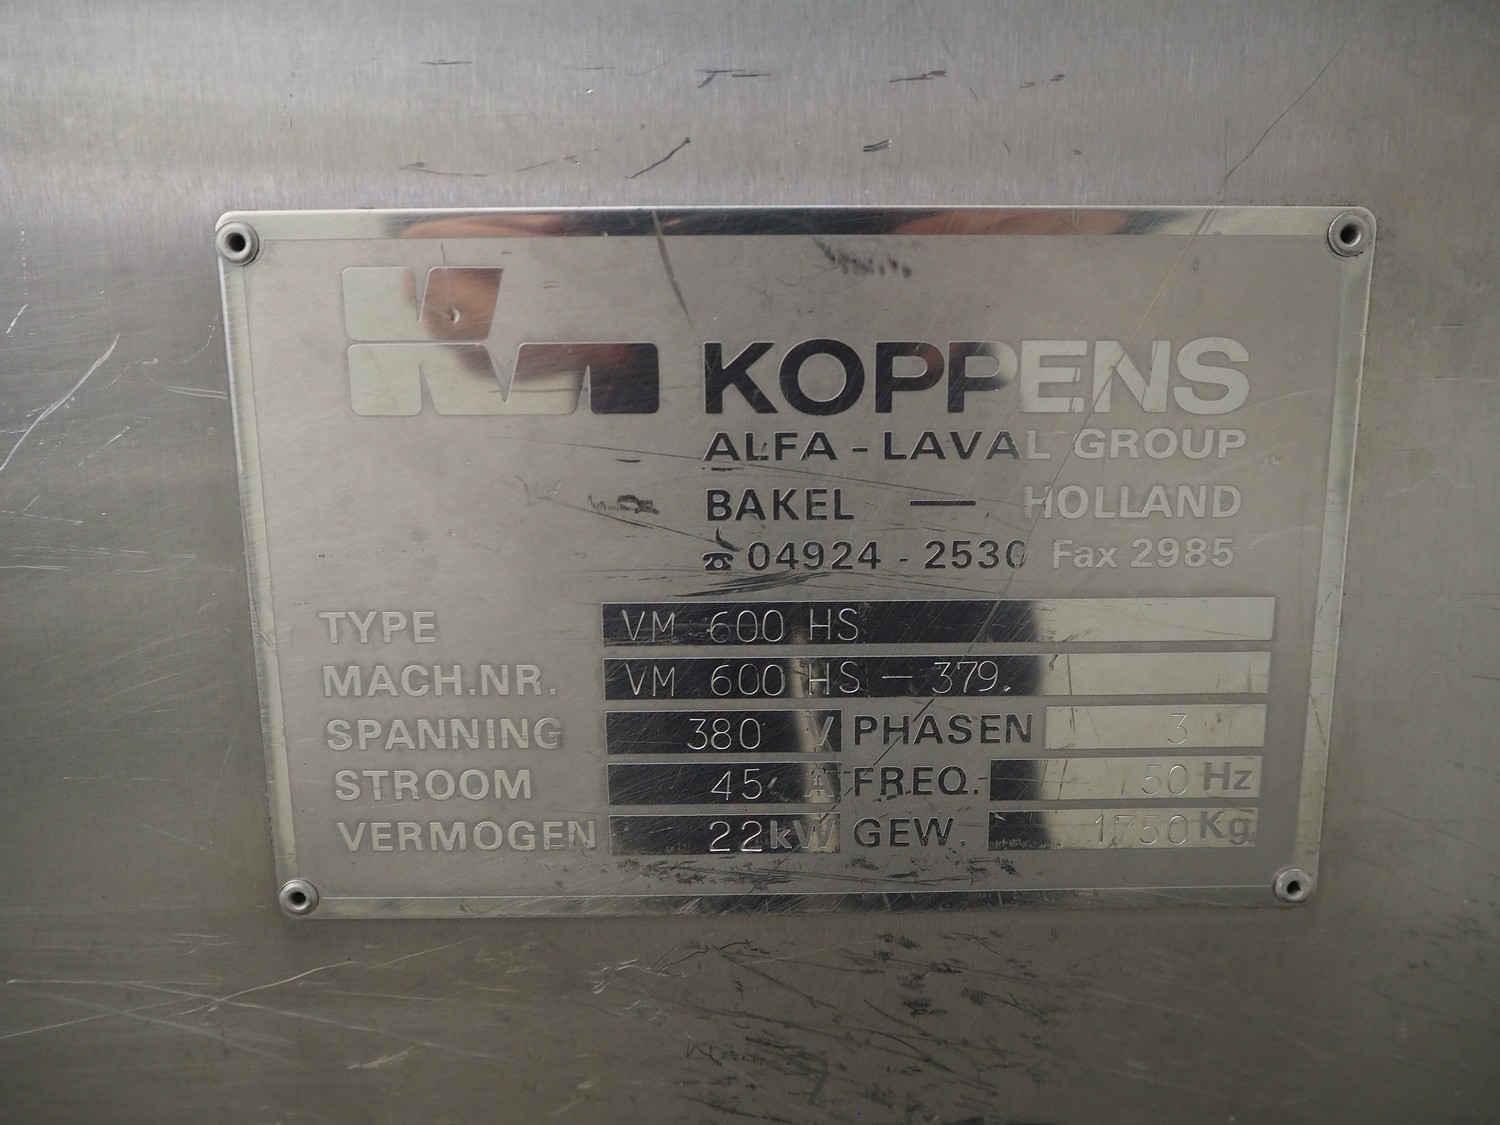 KOPPENS
ALFA - LAVAL GROUP
BAKEL — HOLLAND
☎ 04924 - 2530 Fax 2985
TYPE VM 600 HS
MACH.NR. VM 600 HS - 379.
SPANNING 380 V PHASEN 3
STROOM 45 A FREQ. 50 Hz
VERMOGEN 22kW GEW. 1750 Kg